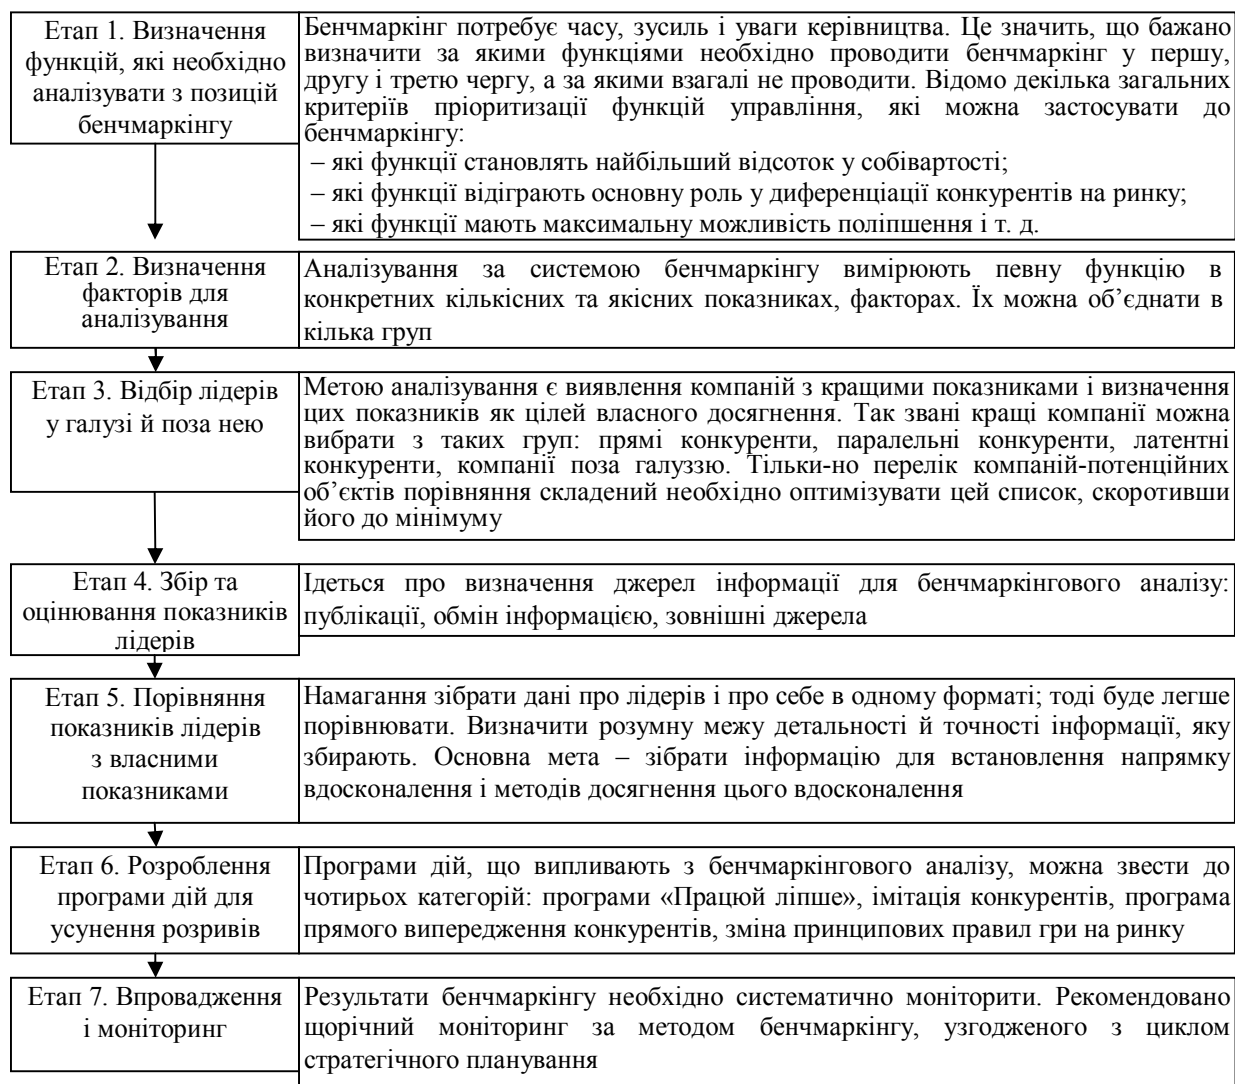 Етап 1. Визначення
функцій, які необхідно
аналізувати з позицій
бенчмаркінгу
Бенчмаркінг потребує часу, зусиль і уваги керівництва. Це значить, що бажано
визначити за якими функціями необхідно проводити бенчмаркінг у першу,
другу і третю чергу, а за якими взагалі не проводити. Відомо декілька загальних
критеріїв пріоритизації функцій управління, які можна застосувати до
бенчмаркінгу:
– які функції становлять найбільший відсоток у собівартості;
– які функції відіграють основну роль у диференціації конкурентів на ринку;
– які функції мають максимальну можливість поліпшення і т. д.
Етап 2. Визначення
факторів для
аналізування
Аналізування за системою бенчмаркінгу вимірюють певну функцію в
конкретних кількісних та якісних показниках, факторах. Їх можна об’єднати в
кілька груп
Етап 3. Відбір лідерів
у галузі й поза нею
Метою аналізування є виявлення компаній з кращими показниками і визначення
цих показників як цілей власного досягнення. Так звані кращі компанії можна
вибрати з таких груп: прямі конкуренти, паралельні конкуренти, латентні
конкуренти, компанії поза галуззю. Тільки-но перелік компаній-потенційних
об’єктів порівняння складений необхідно оптимізувати цей список, скоротивши
його до мінімуму
Етап 4. Збір та
оцінювання показників
лідерів
Ідеться про визначення джерел інформації для бенчмаркінгового аналізу:
публікації, обмін інформацією, зовнішні джерела
Етап 5. Порівняння
показників лідерів
з власними
показниками
Намагання зібрати дані про лідерів і про себе в одному форматі; тоді буде легше
порівнювати. Визначити розумну межу детальності й точності інформації, яку
збирають. Основна мета – зібрати інформацію для встановлення напрямку
вдосконалення і методів досягнення цього вдосконалення
Етап 6. Розроблення
програми дій для
усунення розривів
Програми дій, що випливають з бенчмаркінгового аналізу, можна звести до
чотирьох категорій: програми «Працюй ліпше», імітація конкурентів, програма
прямого випередження конкурентів, зміна принципових правил гри на ринку
Етап 7. Впровадження
і моніторинг
Результати бенчмаркінгу необхідно систематично моніторити. Рекомендовано
щорічний моніторинг за методом бенчмаркінгу, узгодженого з циклом
стратегічного планування